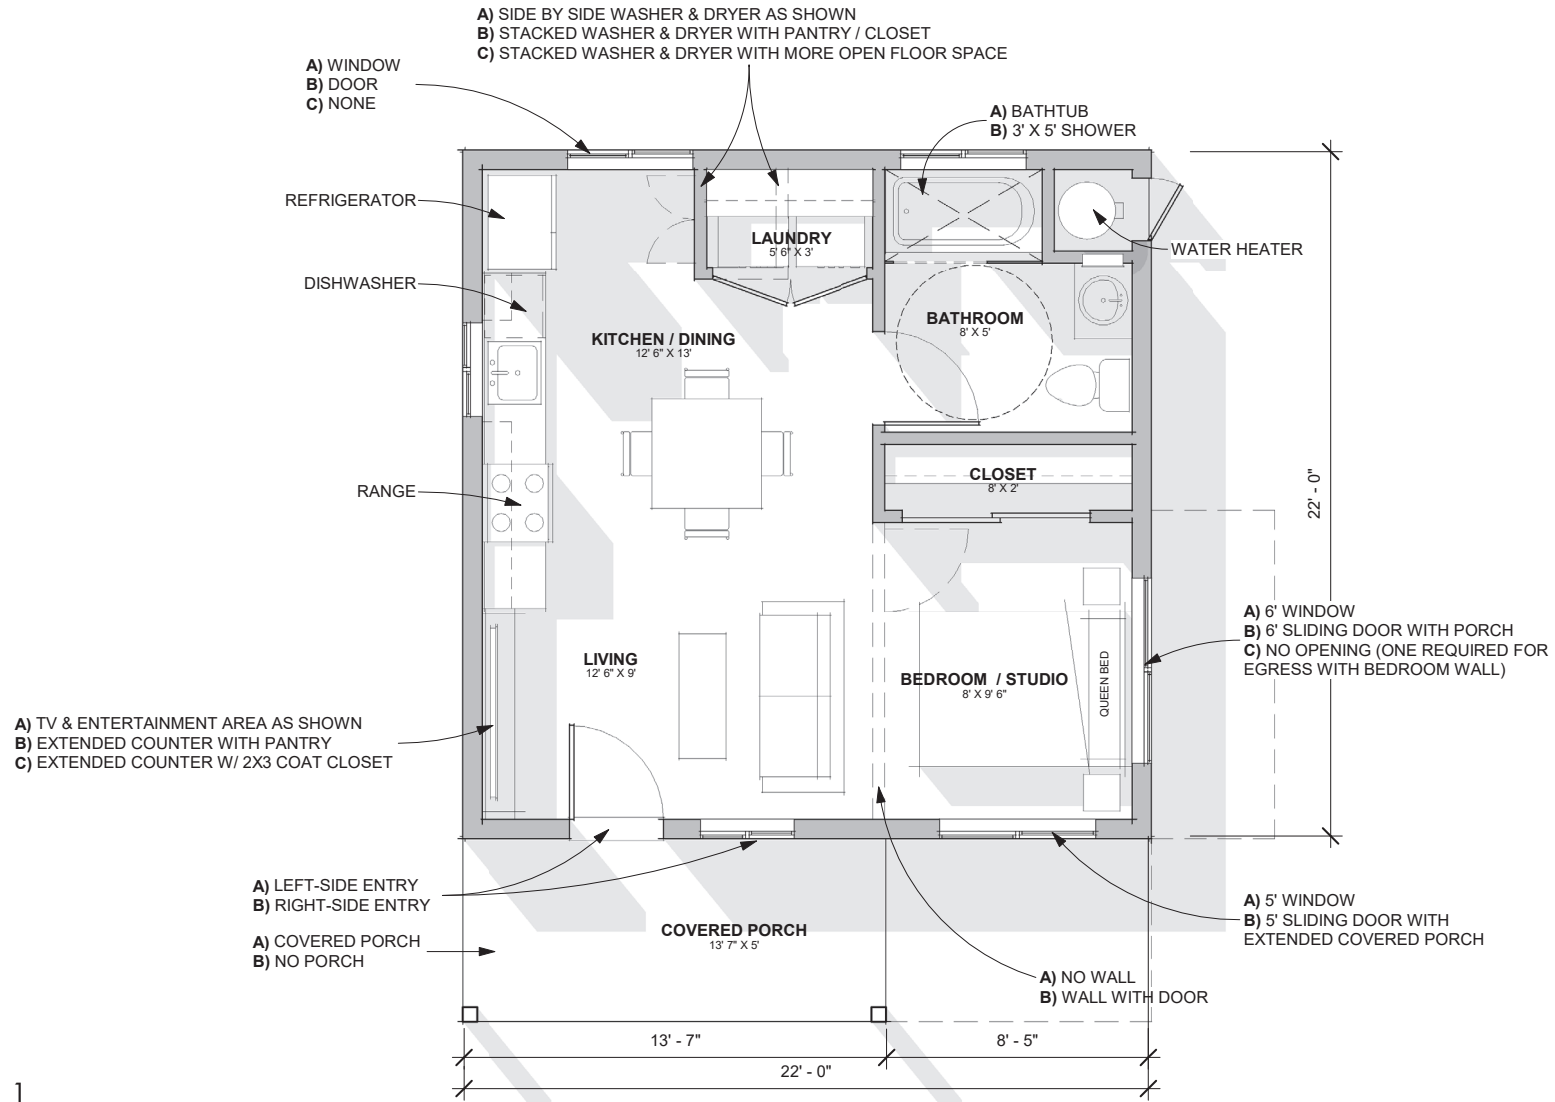 A) SIDE BY SIDE WASHER & DRYER AS SHOWN
B) STACKED WASHER & DRYER WITH PANTRY / CLOSET
C) STACKED WASHER & DRYER WITH MORE OPEN FLOOR SPACE
A) WINDOW
B) DOOR
C) NONE
A) BATHTUB
B) 3' X 5' SHOWER
REFRIGERATOR
LAUNDRY
5' 6" X 3'
WATER HEATER
DISHWASHER
KITCHEN / DINING
12' 6" X 13'
BATHROOM
8' X 5'
CLOSET
8' X 2'
RANGE
22' - 0"
A) 6' WINDOW
B) 6' SLIDING DOOR WITH PORCH
C) NO OPENING (ONE REQUIRED FOR
EGRESS WITH BEDROOM WALL)
LIVING
12' 6" X 9'
BEDROOM / STUDIO
8' X 9' 6"
QUEEN BED
A) TV & ENTERTAINMENT AREA AS SHOWN
B) EXTENDED COUNTER WITH PANTRY
C) EXTENDED COUNTER W/ 2X3 COAT CLOSET
A) LEFT-SIDE ENTRY
B) RIGHT-SIDE ENTRY
A) COVERED PORCH
B) NO PORCH
COVERED PORCH
13' 7" X 5'
A) 5' WINDOW
B) 5' SLIDING DOOR WITH
EXTENDED COVERED PORCH
A) NO WALL
B) WALL WITH DOOR
13' - 7"
8' - 5"
22' - 0"
1